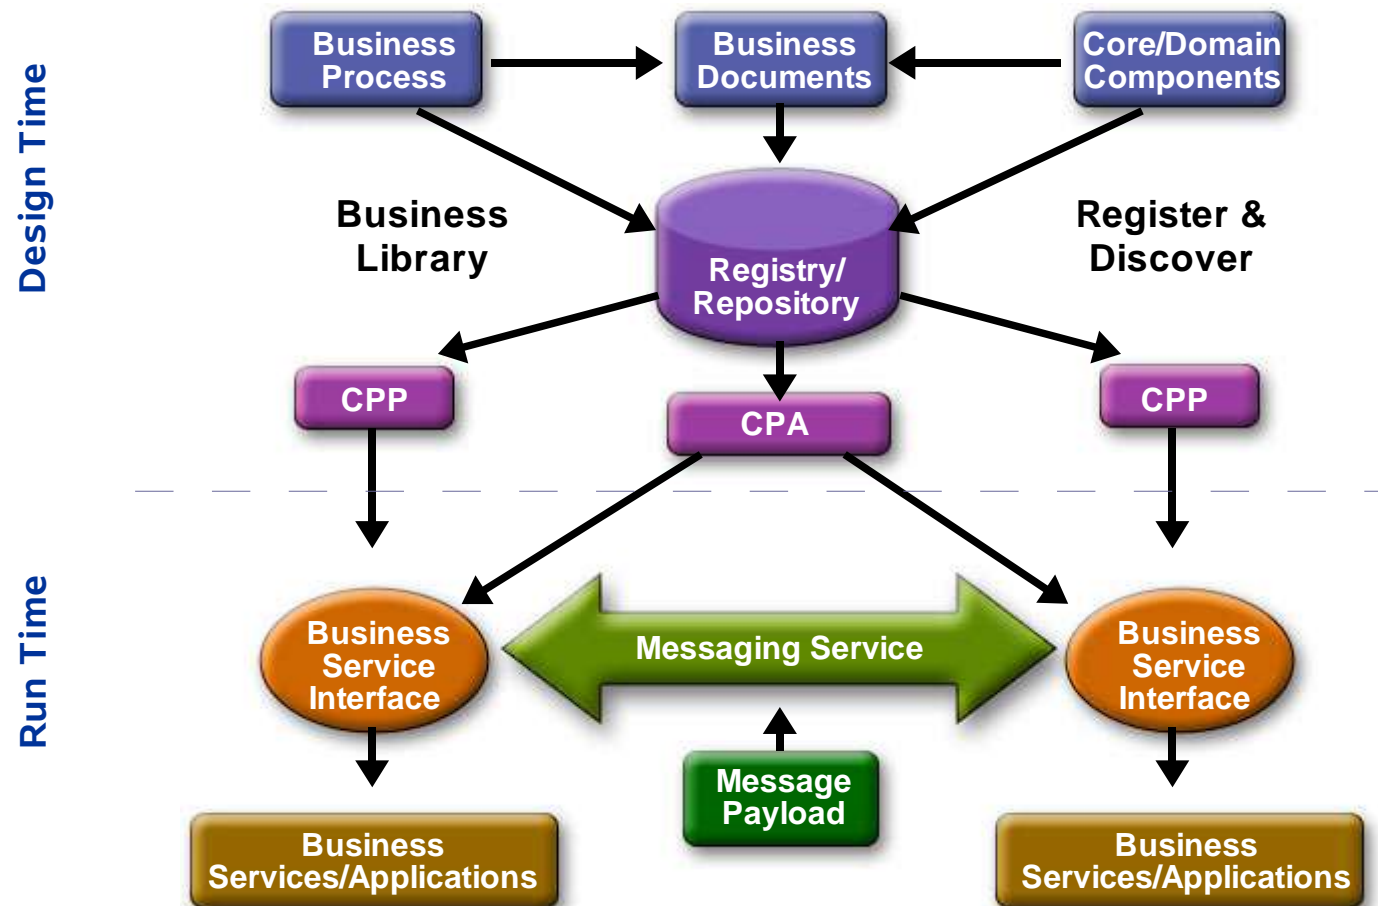 Design Time
Business
Process
Business
Documents
Core/Domain
Components
Business
Library
Register &
Discover
Registry/
Repository
CPP
CPA
CPP
Run Time
Business
Service
Interface
Messaging Service
Business
Service
Interface
Message
Payload
Business
Services/Applications
Business
Services/Applications